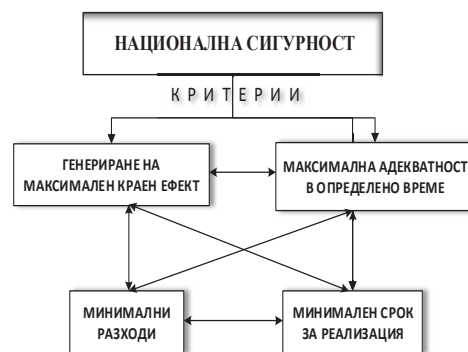 НАЦИОНАЛНА СИГУРНОСТ
КРИТЕРИИ
ГЕНЕРИРАНЕ НА
МАКСИМАЛЕН КРАЕН ЕФЕКТ
МАКСИМАЛНА АДЕКВАТНОСТ
В ОПРЕДЕЛЕНО ВРЕМЕ
МИНИМАЛНИ
РАЗХОДИ
МИНИМАЛЕН СРОК
ЗА РЕАЛИЗАЦИЯ